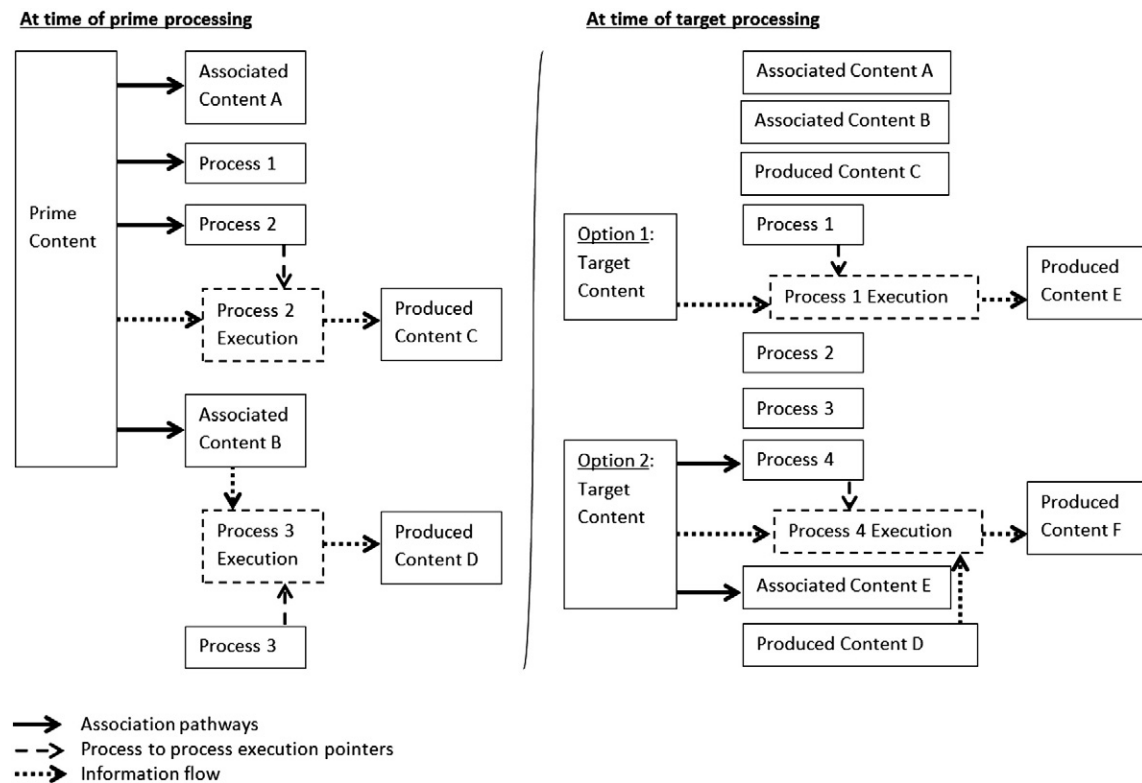 At time of prime processing
Prime
Content
Associated
Content A
Process 1
Process 2
Process 2
Execution
Produced
Content C
Associated
Content B
Process 3
Execution
Produced
Content D
Process 3
At time of target processing
Associated Content A
Associated Content B
Produced Content C
Process 1
Option 1:
Target
Content
Process 1 Execution
Produced
Content E
Process 2
Process 3
Option 2:
Target
Content
Process 4
Process 4 Execution
Produced
Content F
Associated Content E
Produced Content D
Association pathways
Process to process execution pointers
Information flow